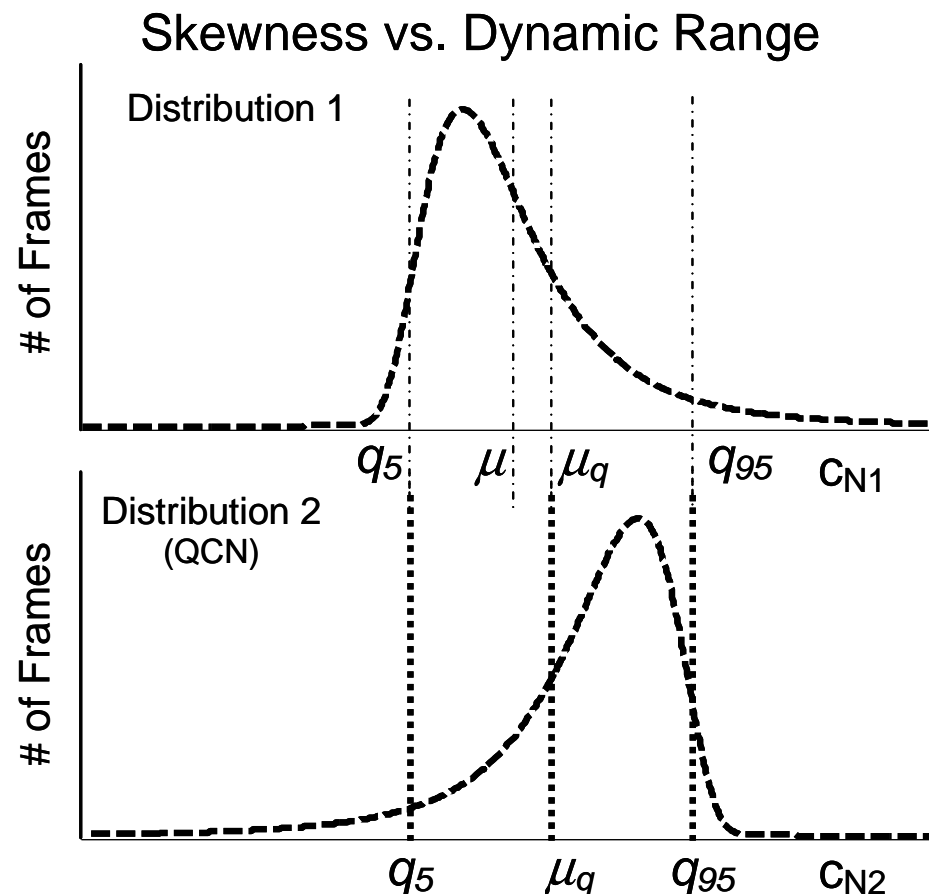 Skewness vs. Dynamic Range
Distribution 1
# of Frames
q5 μ μq q95 cN1
Distribution 2
(QCN)
# of Frames
q5 μq q95 cN2